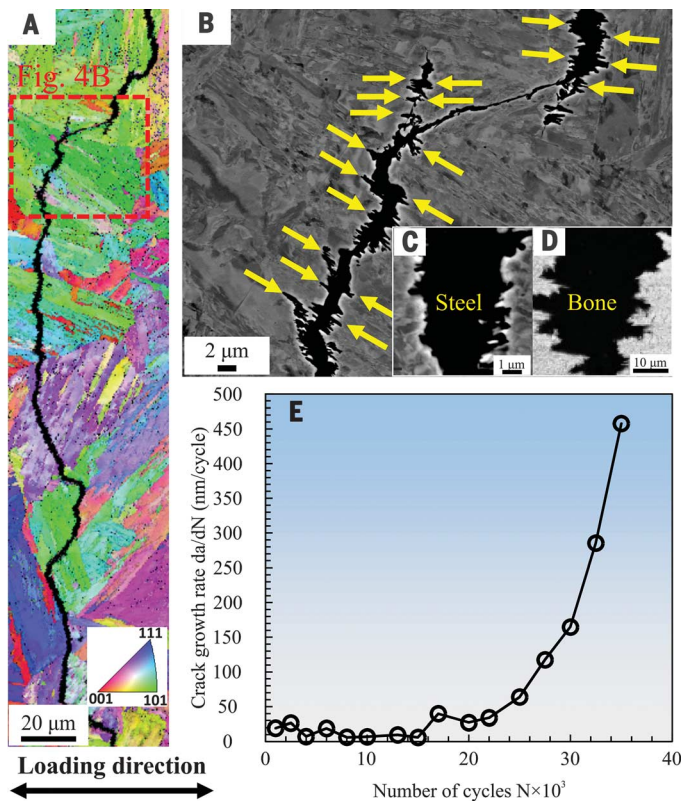 A
Fig. 4B
111
001
101
20 μm
Loading direction
B
2 μm
C
Steel
1 μm
D
Bone
10 μm
E
Crack growth rate da/dN (nm/cycle)
500
450
400
350
300
250
200
150
100
50
0
0
10
20
30
40
Number of cycles N×10³